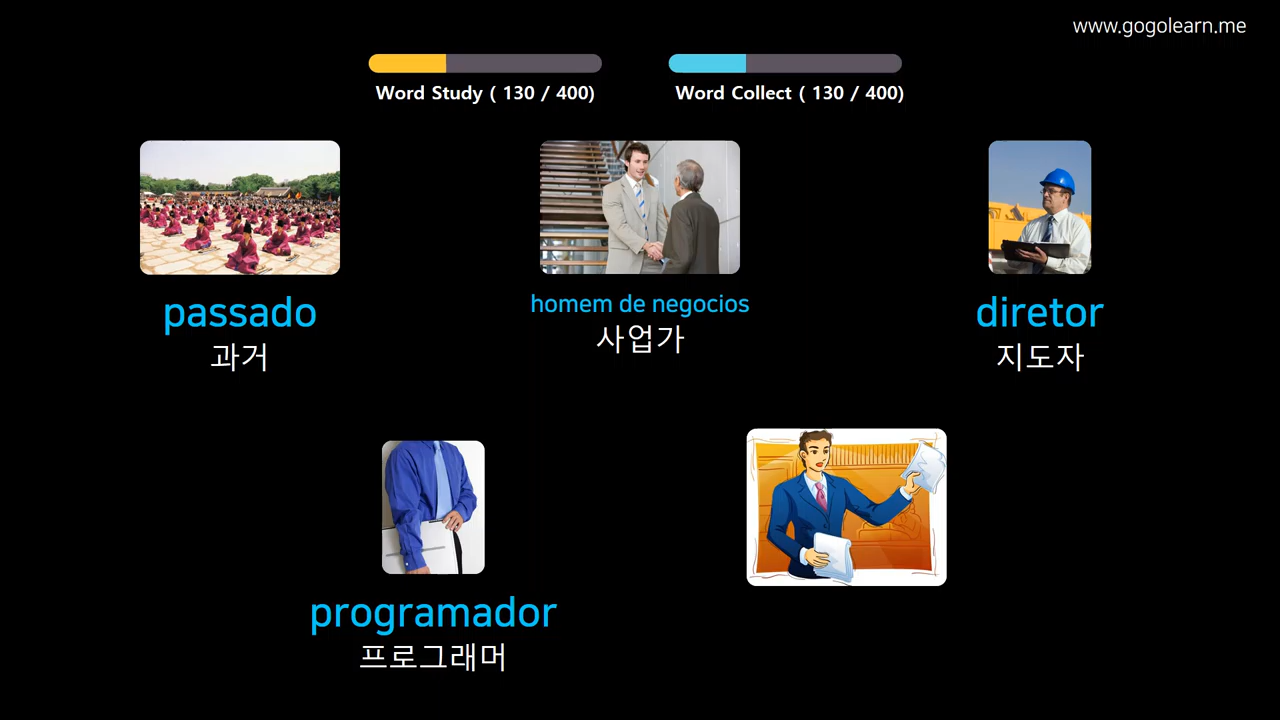 www.gogolearn.me
Word Study ( 130 / 400)
Word Collect ( 130 / 400)
passado
과거
homem de negocios
사업가
diretor
지도자
programador
프로그래머